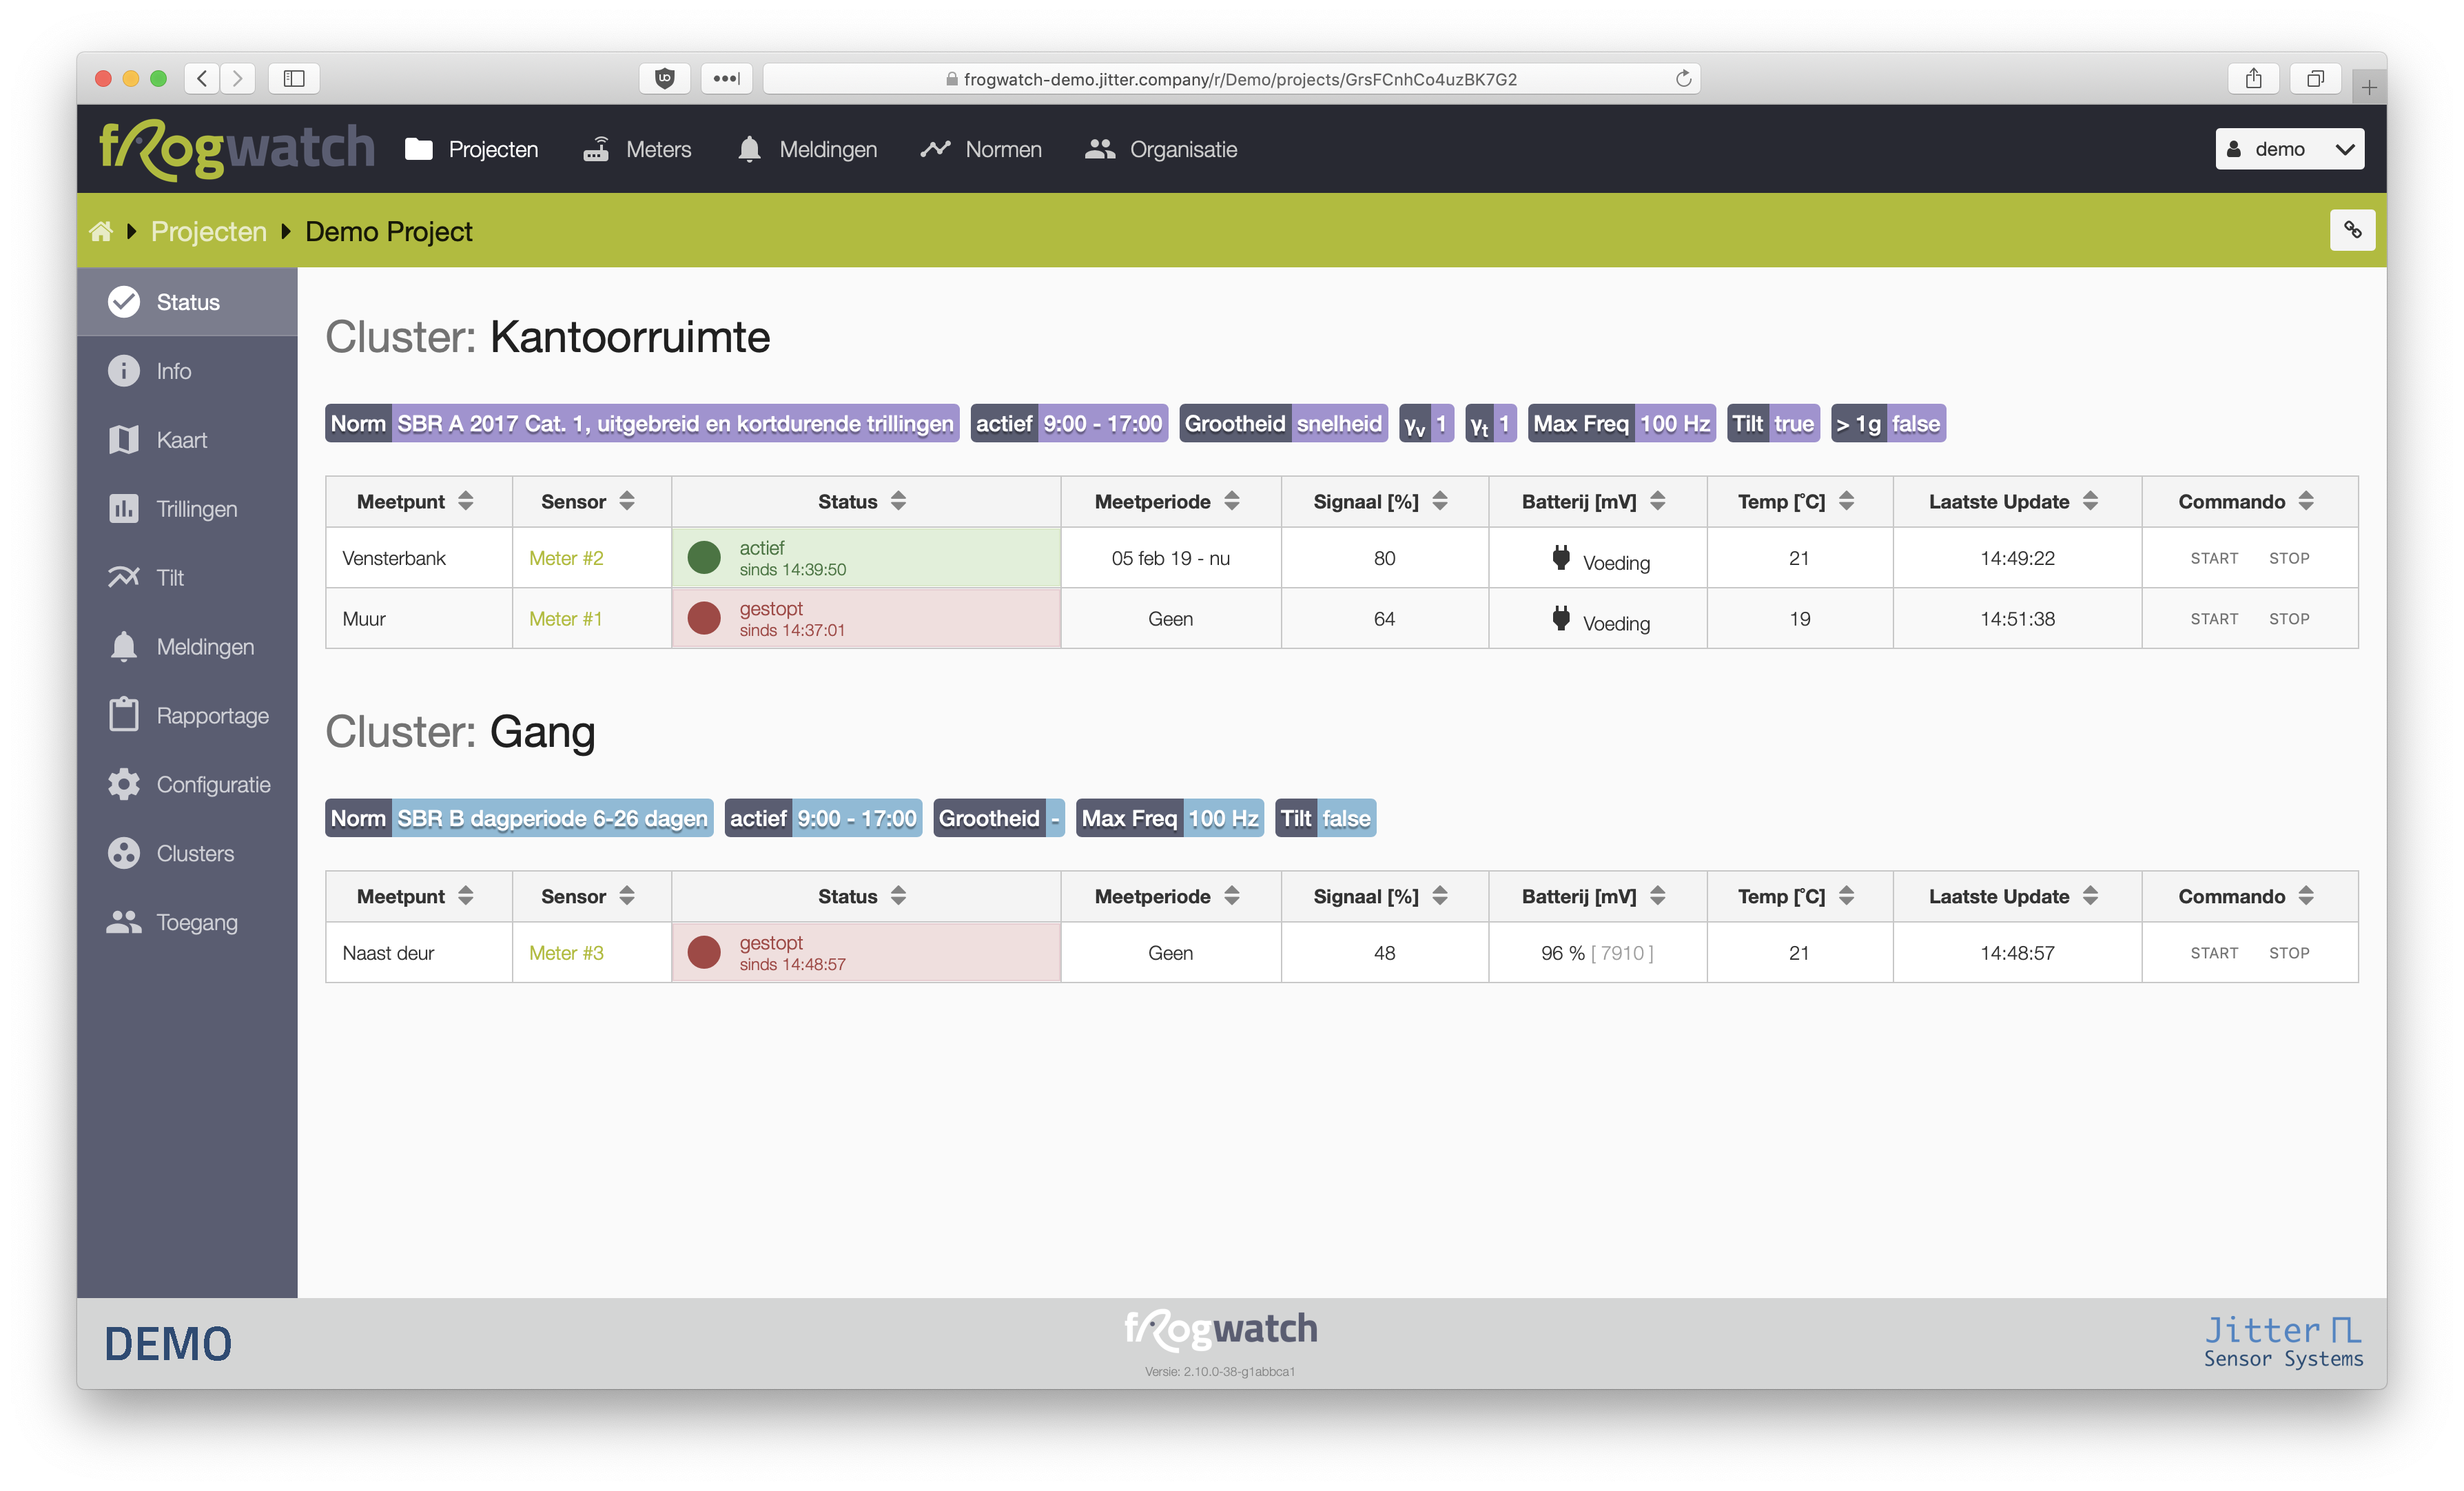 frogwatch-demo.jitter.company/r/Demo/projects/GrsFCnhCo4uzBK7G2
frogwatch Projecten Meters Meldingen Normen Organisatie demo
Projecten Demo Project
Status
Info
Kaart
Trillingen
Tilt
Meldingen
Rapportage
Configuratie
Clusters
Toegang
Cluster: Kantoorruimte
Norm SBR A 2017 Cat. 1, uitgebreid en kortdurende trillingen actief 9:00 - 17:00 Grootheid snelheid γv 1 γt 1 Max Freq 100 Hz Tilt true > 1g false
Meetpunt Sensor Status Meetperiode Signaal [%] Batterij [mV] Temp [°C] Laatste Update Commando
Vensterbank Meter #2 actief sinds 14:39:50 05 feb 19 - nu 80 Voeding 21 14:49:22 START STOP
Muur Meter #1 gestopt sinds 14:37:01 Geen 64 Voeding 19 14:51:38 START STOP
Cluster: Gang
Norm SBR B dagperiode 6-26 dagen actief 9:00 - 17:00 Grootheid - Max Freq 100 Hz Tilt false
Meetpunt Sensor Status Meetperiode Signaal [%] Batterij [mV] Temp [°C] Laatste Update Commando
Naast deur Meter #3 gestopt sinds 14:48:57 Geen 48 96 % [ 7910 ] 21 14:48:57 START STOP
DEMO
frogwatch
Versie: 2.10.0-38-g1abbca1
Jitter
Sensor Systems